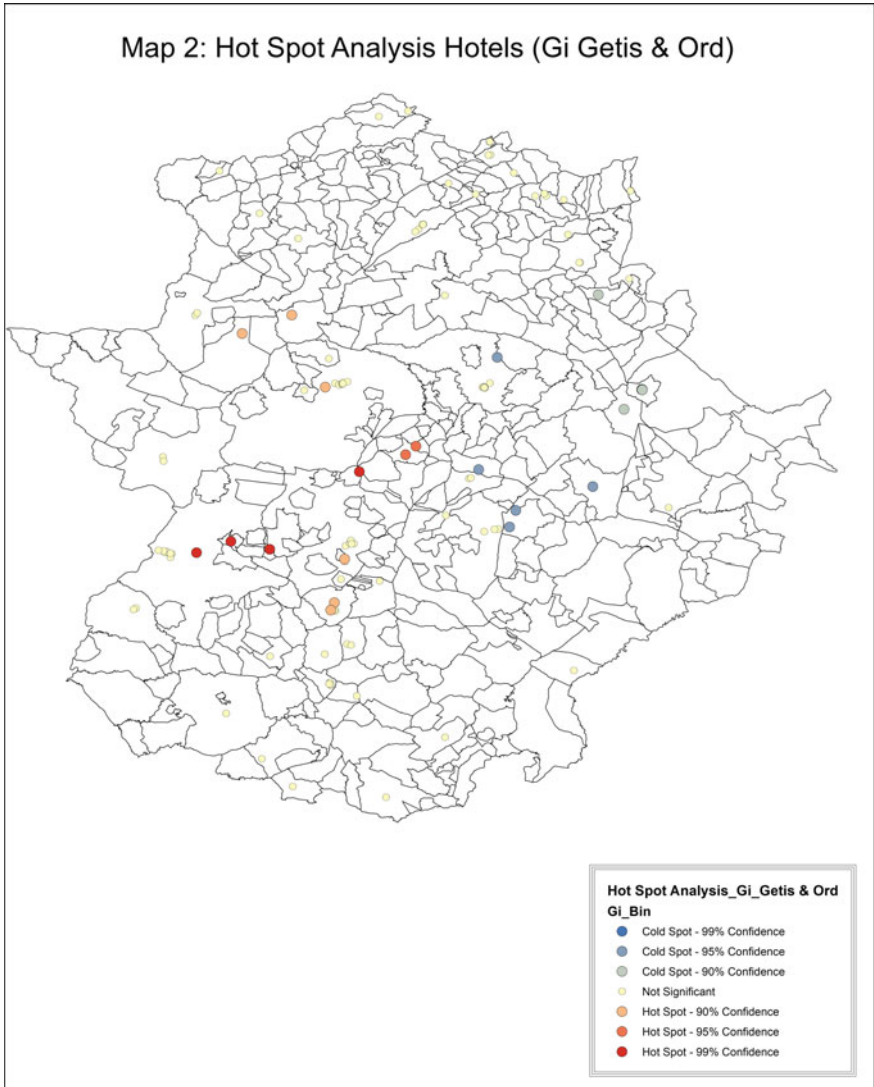 Map 2: Hot Spot Analysis Hotels (Gi Getis & Ord)
Hot Spot Analysis_Gi_Getis & Ord
Gi_Bin
Cold Spot - 99% Confidence
Cold Spot - 95% Confidence
Cold Spot - 90% Confidence
Not Significant
Hot Spot - 90% Confidence
Hot Spot - 95% Confidence
Hot Spot - 99% Confidence